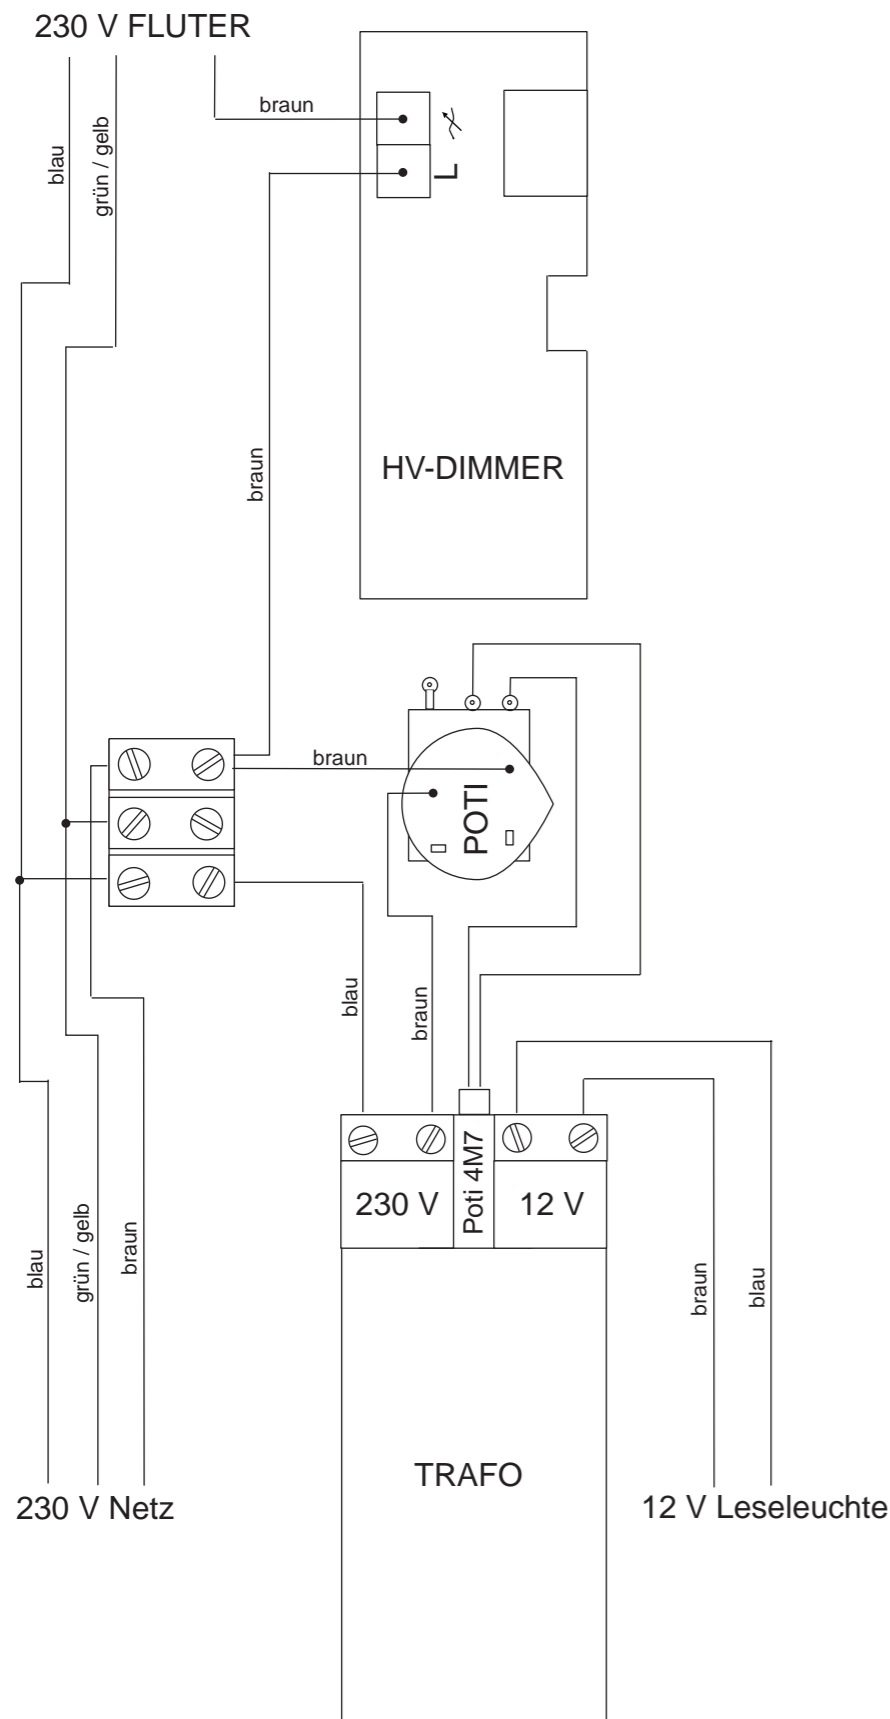 230 V FLUTER
braun
blau
grün / gelb
L
braun
HV-DIMMER
braun
POTI
blau
braun
Poti 4M7
230 V
12 V
blau
grün / gelb
braun
braun
blau
TRAFO
230 V Netz
12 V Leseleuchte